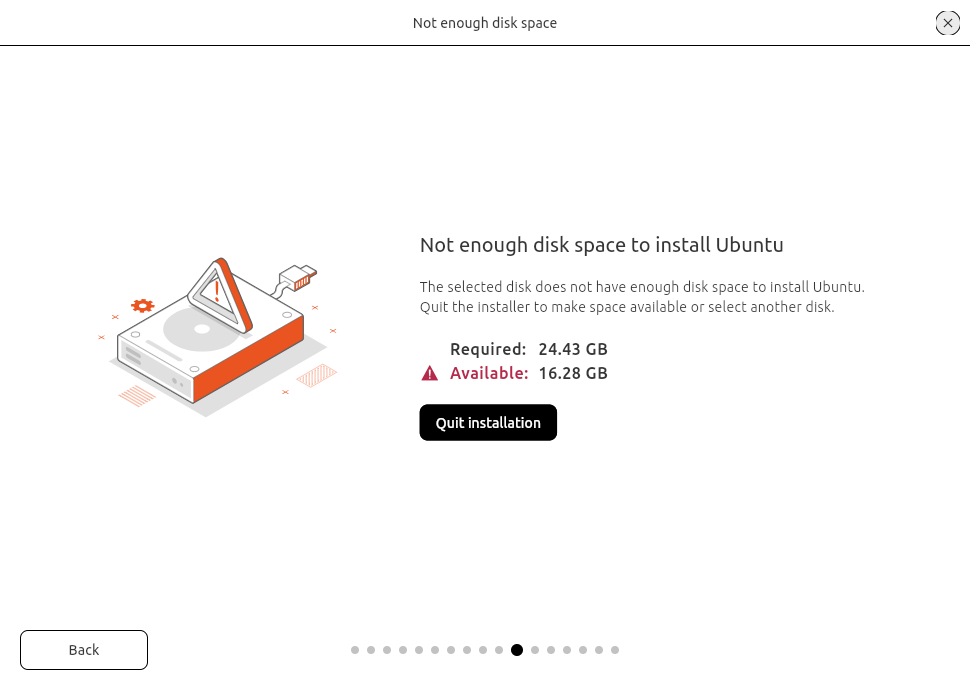 Not enough disk space
Not enough disk space to install Ubuntu
The selected disk does not have enough disk space to install Ubuntu.
Quit the installer to make space available or select another disk.
Required: 24.43 GB
Available: 16.28 GB
Quit installation
Back